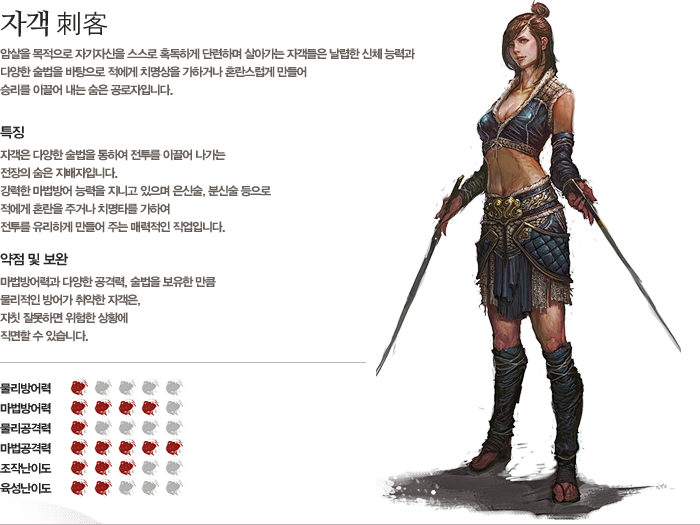 자객 刺客
암살을 목적으로 자기자신을 스스로 혹독하게 단련하며 살아가는 자객들은 날렵한 신체 능력과
다양한 술법을 바탕으로 적에게 치명상을 가하거나 혼란스럽게 만들어
승리를 이끌어 내는 숨은 공로자입니다.
특징
자객은 다양한 술법을 통하여 전투를 이끌어 나가는
전장의 숨은 지배자입니다.
강력한 마법방어 능력을 지니고 있으며 은신술, 분신술 등으로
적에게 혼란을 주거나 치명타를 가하여
전투를 유리하게 만들어 주는 매력적인 직업입니다.
약점 및 보완
마법방어력과 다양한 공격력, 술법을 보유한 만큼
물리적인 방어가 취약한 자객은,
자칫 잘못하면 위험한 상황에
직면할 수 있습니다.
물리방어력
마법방어력
물리공격력
마법공격력
조작난이도
육성난이도